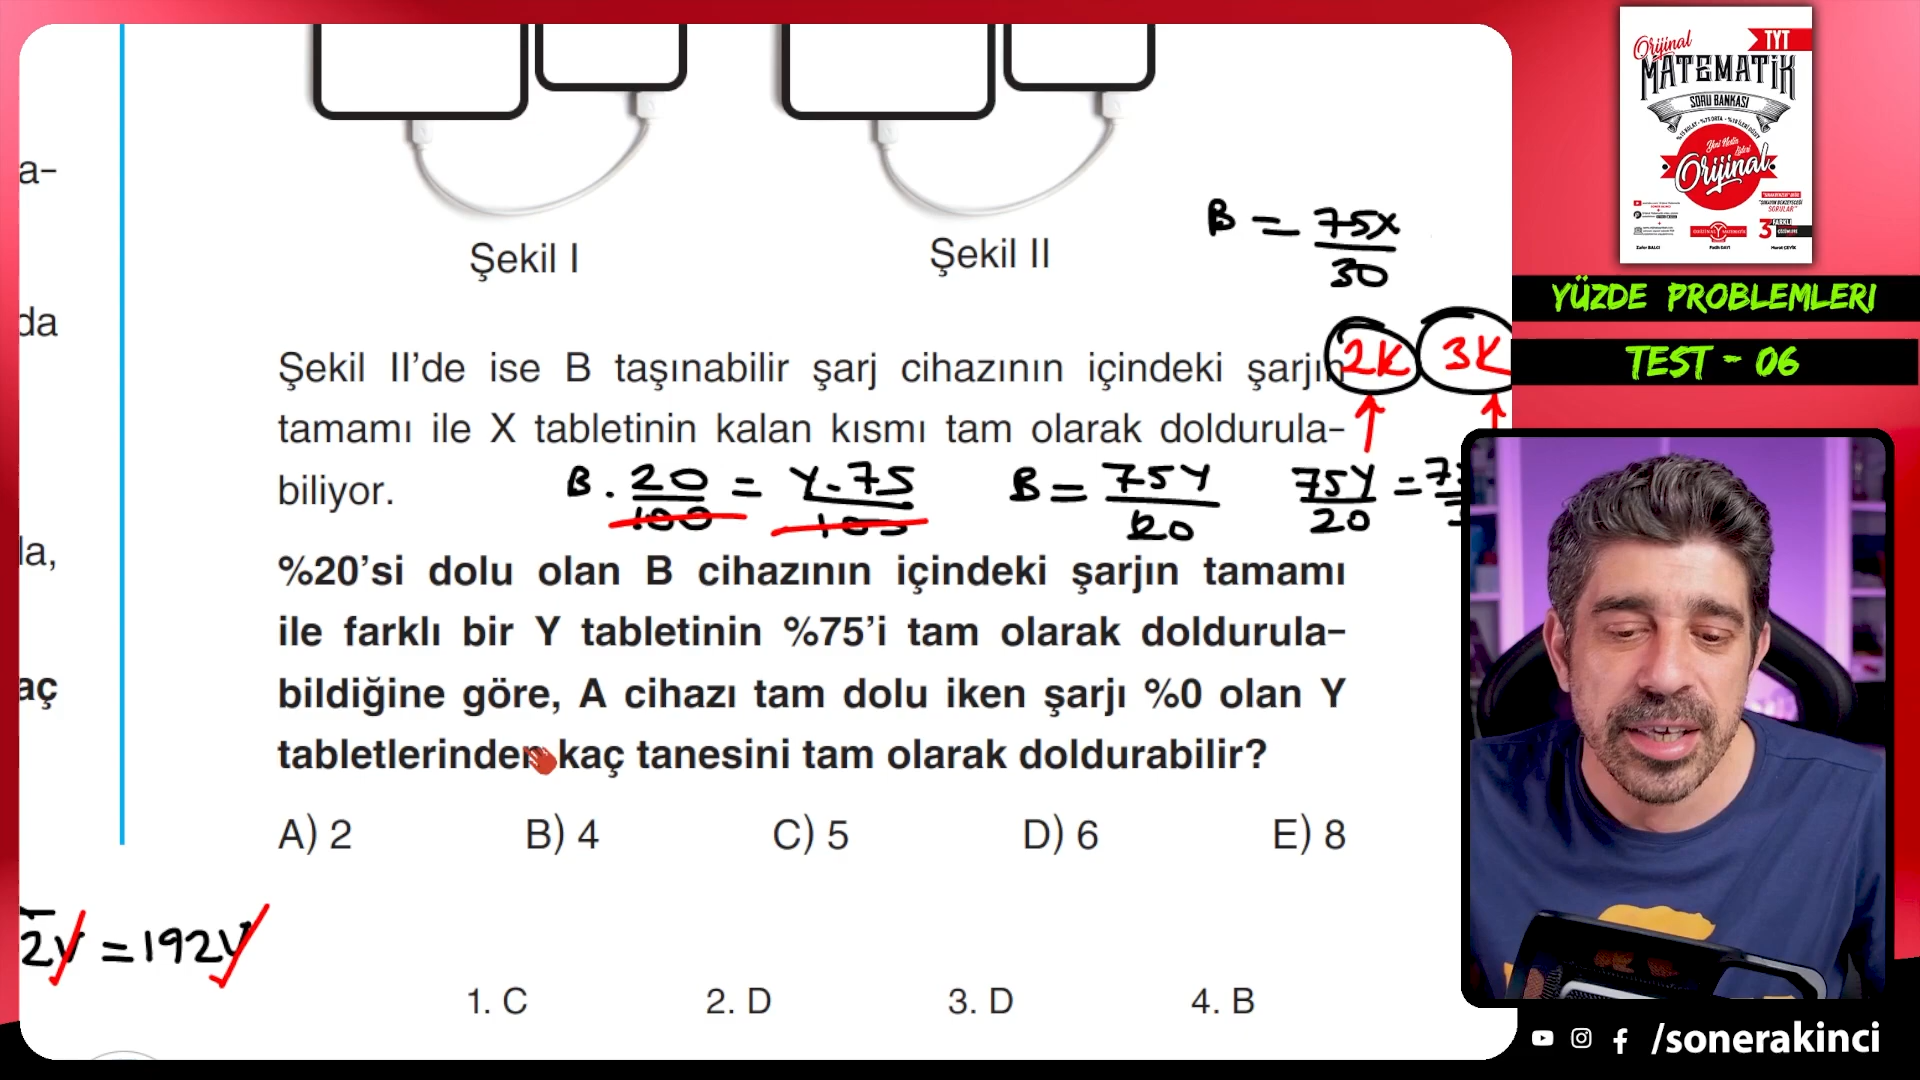 a-
da
la,
aç
Şekil I
Şekil II
B = 75X
30
2K 3K
Şekil II’de ise B taşınabilir şarj cihazının içindeki şarjın
tamamı ile X tabletinin kalan kısmı tam olarak doldurula-
biliyor.
B . 20 = Y . 75
100 100
B = 75Y
20
75Y = 7
20
%20’si dolu olan B cihazının içindeki şarjın tamamı
ile farklı bir Y tabletinin %75’i tam olarak doldurula-
bildiğine göre, A cihazı tam dolu iken şarjı %0 olan Y
tabletlerinden kaç tanesini tam olarak doldurabilir?
A) 2 B) 4 C) 5 D) 6 E) 8
2Y = 192Y
1. C 2. D 3. D 4. B
Orijinal
TYT
MATEMATİK
SORU BANKASI
Orijinal
YÜZDE PROBLEMLERI
TEST - 06
/sonerakinci